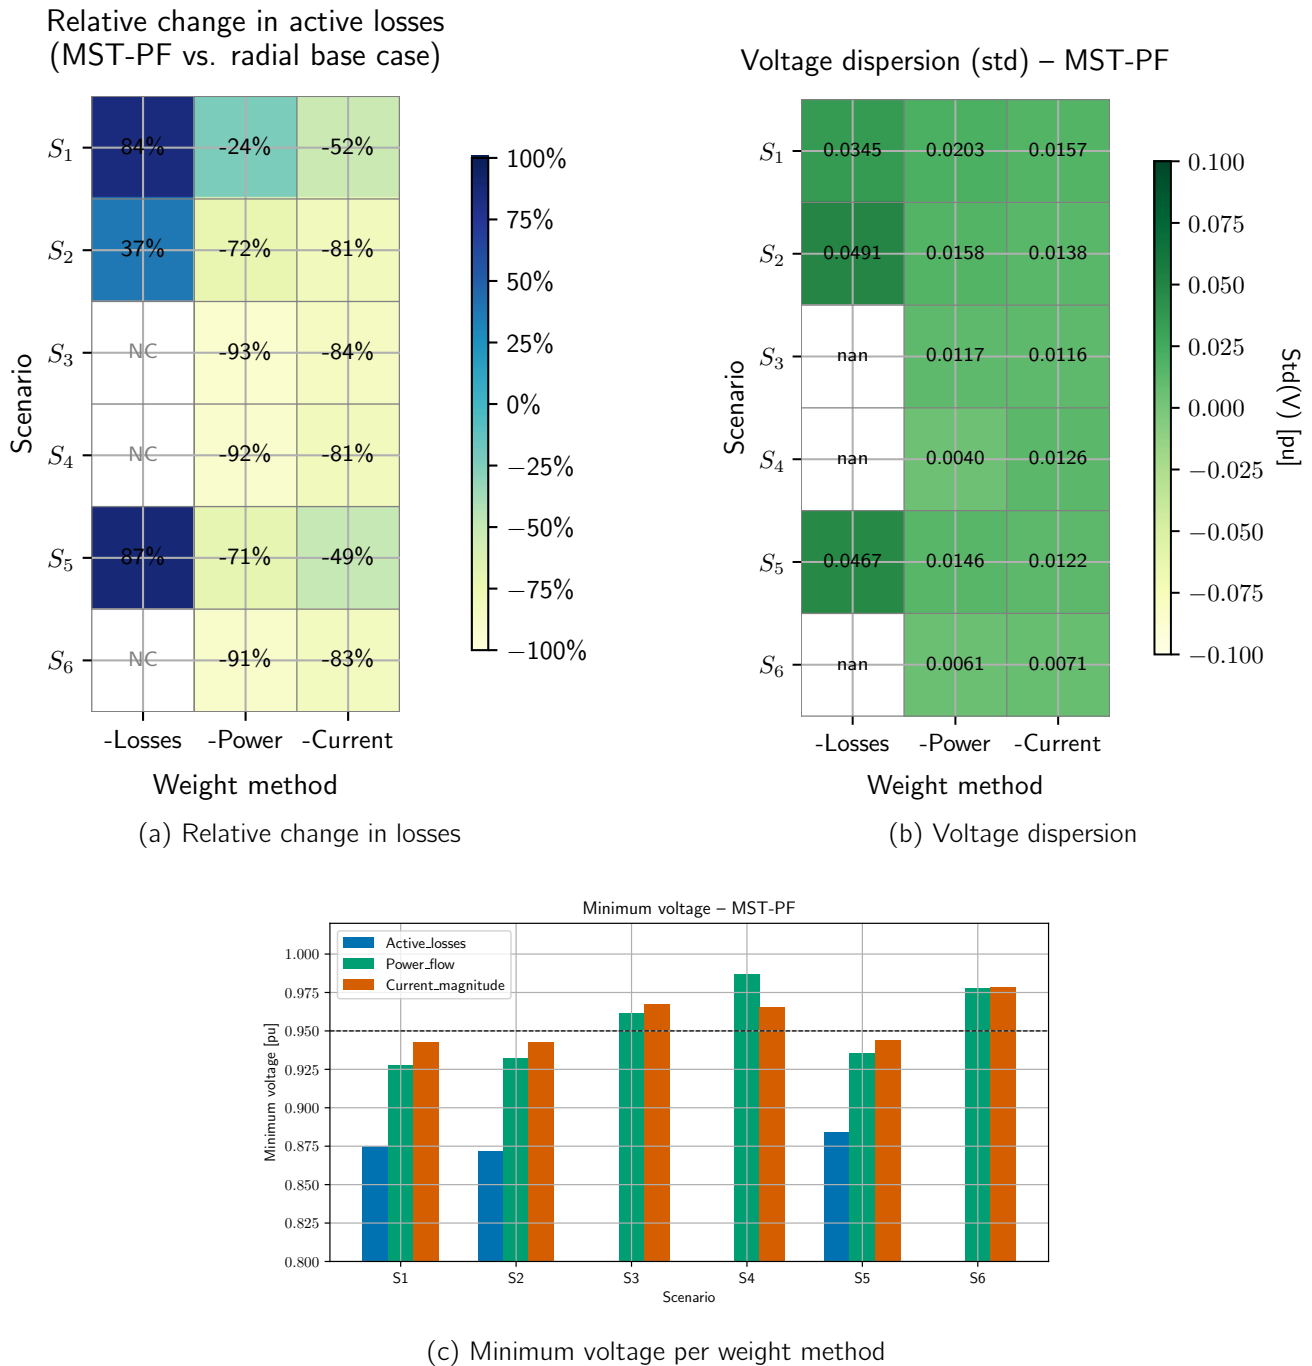 Relative change in active losses
(MST-PF vs. radial base case)
Scenario
S1 84% -24% -52%
S2 37% -72% -81%
S3 NC -93% -84%
S4 NC -92% -81%
S5 87% -71% -49%
S6 NC -91% -83%
-Losses -Power -Current
Weight method
100%
75%
50%
25%
0%
−25%
−50%
−75%
−100%
(a) Relative change in losses
Voltage dispersion (std) – MST-PF
Scenario
S1 0.0345 0.0203 0.0157
S2 0.0491 0.0158 0.0138
S3 nan 0.0117 0.0116
S4 nan 0.0040 0.0126
S5 0.0467 0.0146 0.0122
S6 nan 0.0061 0.0071
-Losses -Power -Current
Weight method
0.100
0.075
0.050
0.025
0.000
−0.025
−0.050
−0.075
−0.100
Std(V) [pu]
(b) Voltage dispersion
Minimum voltage – MST-PF
Active_losses
Power_flow
Current_magnitude
Minimum voltage [pu]
1.000
0.975
0.950
0.925
0.900
0.875
0.850
0.825
0.800
S1 S2 S3 S4 S5 S6
Scenario
(c) Minimum voltage per weight method